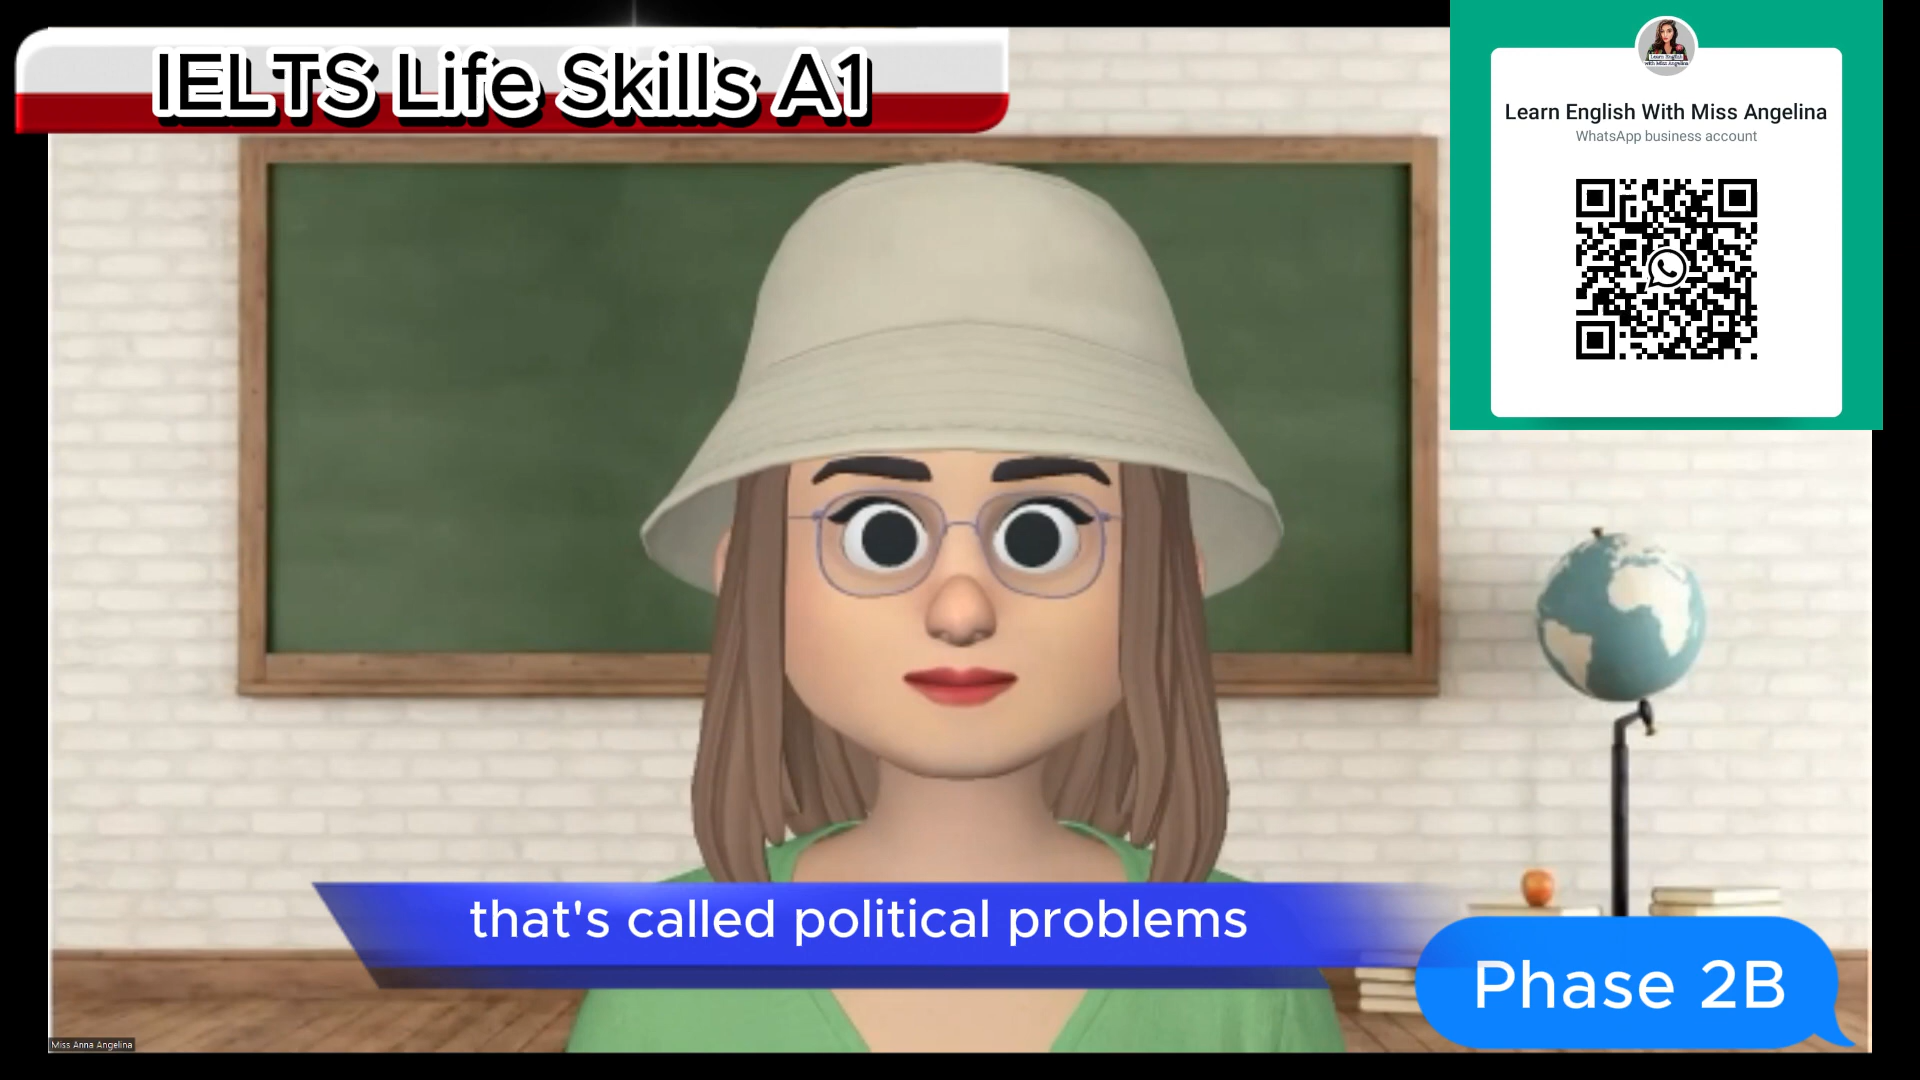 IELTS Life Skills A1
Learn English With Miss Angelina
WhatsApp business account
that's called political problems
Phase 2B
Miss Anna Angelina